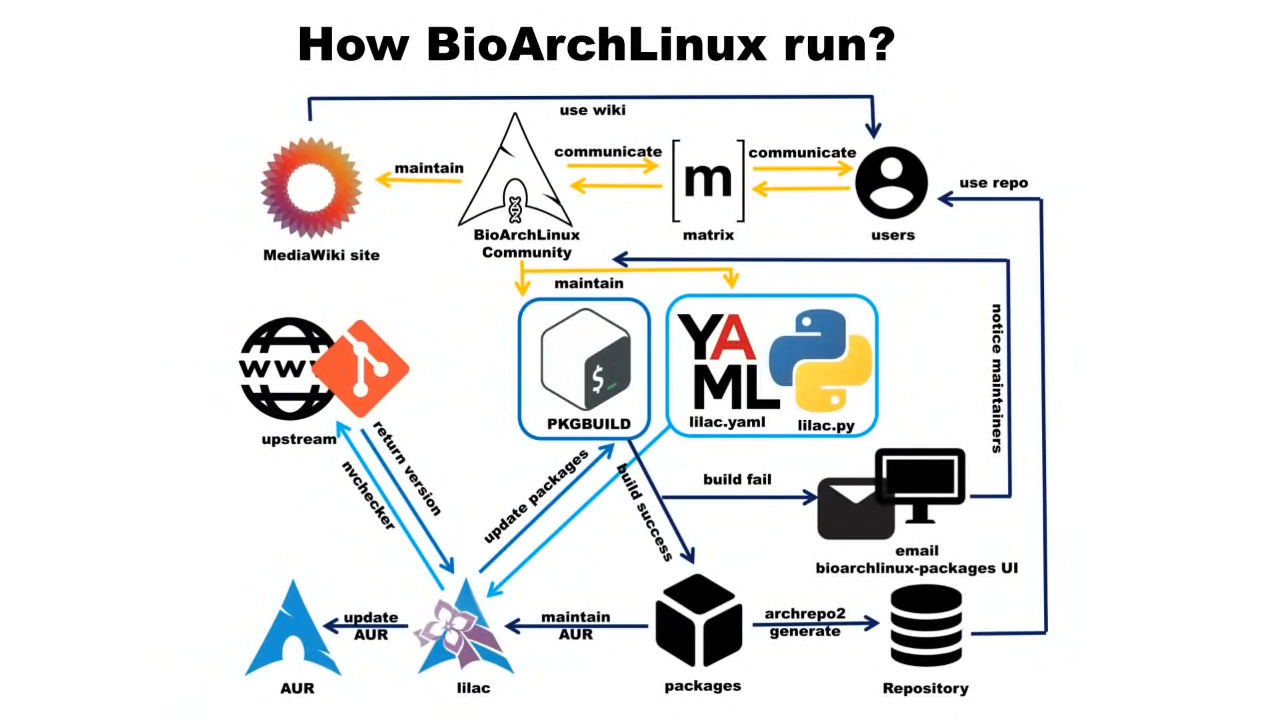 How BioArchLinux run?
use wiki
maintain
communicate
communicate
m
use repo
MediaWiki site
BioArchLinux
Community
matrix
users
maintain
notice maintainers
www
upstream
$
PKGBUILD
YA
ML
lilac.yaml
lilac.py
return version
nvchecker
update packages
build success
build fail
email
bioarchlinux-packages UI
update
AUR
maintain
AUR
archrepo2
generate
AUR
lilac
packages
Repository